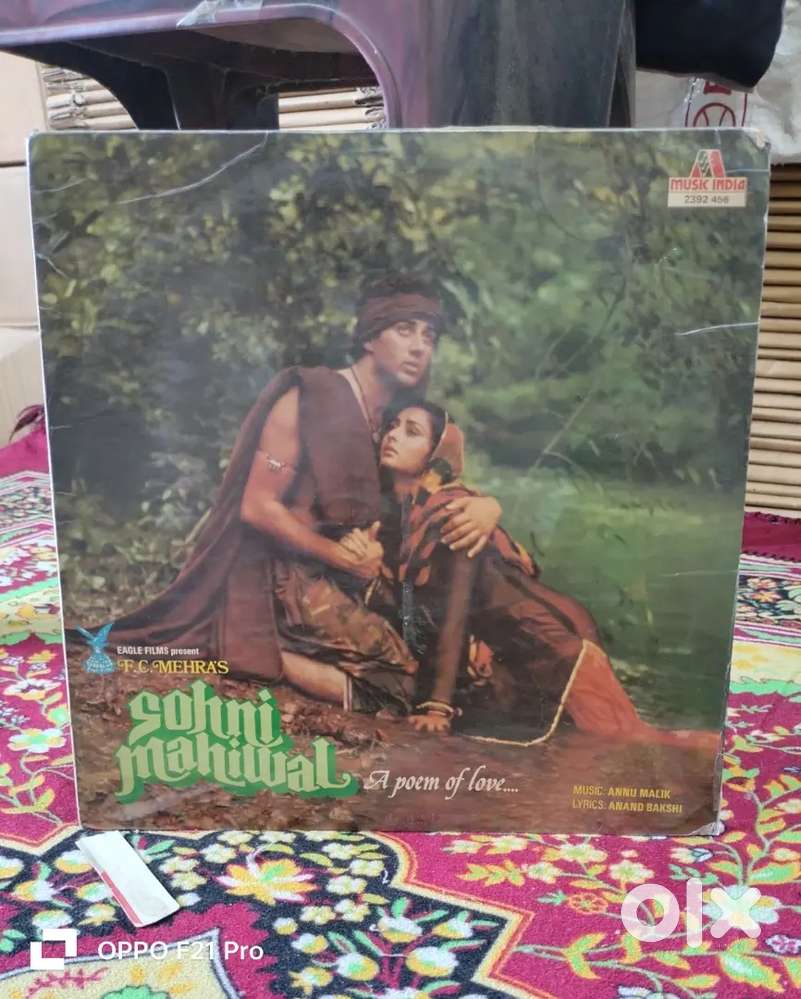 MUSIC INDIA
2392 456
EAGLE FILMS present
F.C. MEHRA'S
sohni
mahiwal
A poem of love....
MUSIC: ANNU MALIK
LYRICS: ANAND BAKSHI
olx
OPPO F21 Pro